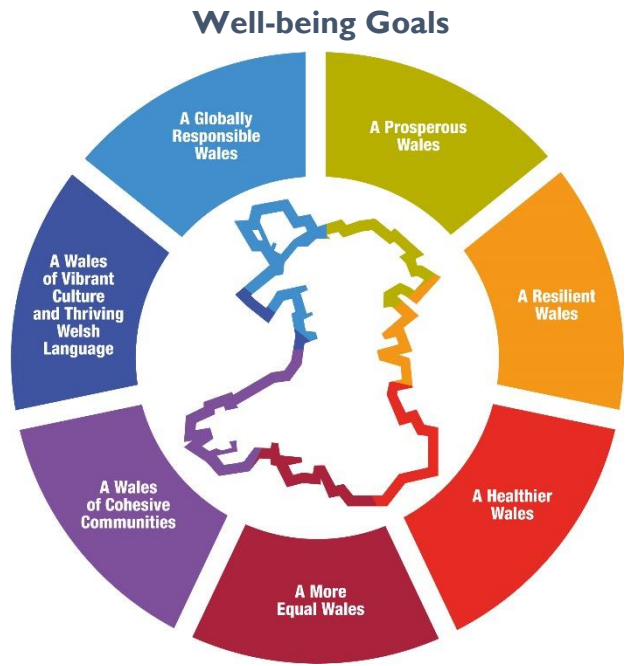 Well-being Goals
A Globally
Responsible
Wales
A Prosperous
Wales
A Resilient
Wales
A Healthier
Wales
A More
Equal Wales
A Wales
of Cohesive
Communities
A Wales
of Vibrant
Culture
and Thriving
Welsh
Language